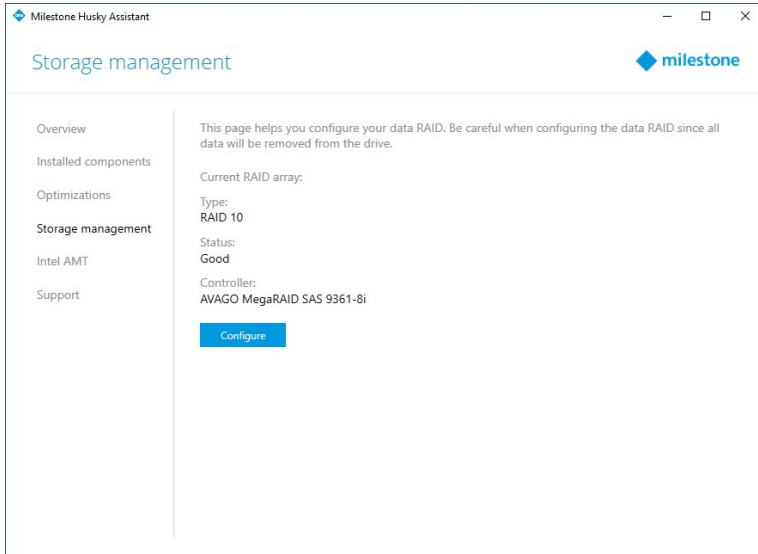 Milestone Husky Assistant
Storage management
milestone
Overview
Installed components
Optimizations
Storage management
Intel AMT
Support
This page helps you configure your data RAID. Be careful when configuring the data RAID since all
data will be removed from the drive.
Current RAID array:
Type:
RAID 10
Status:
Good
Controller:
AVAGO MegaRAID SAS 9361-8i
Configure